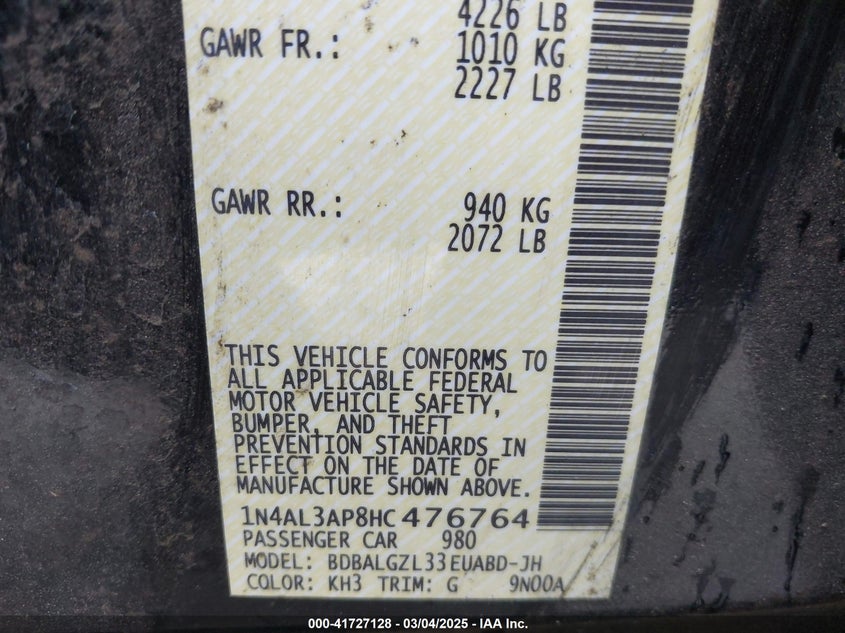 4226 LB
GAWR FR.: 1010 KG
2227 LB
GAWR RR.: 940 KG
2072 LB
THIS VEHICLE CONFORMS TO
ALL APPLICABLE FEDERAL
MOTOR VEHICLE SAFETY,
BUMPER, AND THEFT
PREVENTION STANDARDS IN
EFFECT ON THE DATE OF
MANUFACTURE SHOWN ABOVE.
1N4AL3AP8HC476764
PASSENGER CAR 980
MODEL: BDBALGZL33EUABD-JH
COLOR: KH3 TRIM: G 9N00A
000-41727128 - 03/04/2025 - IAA Inc.